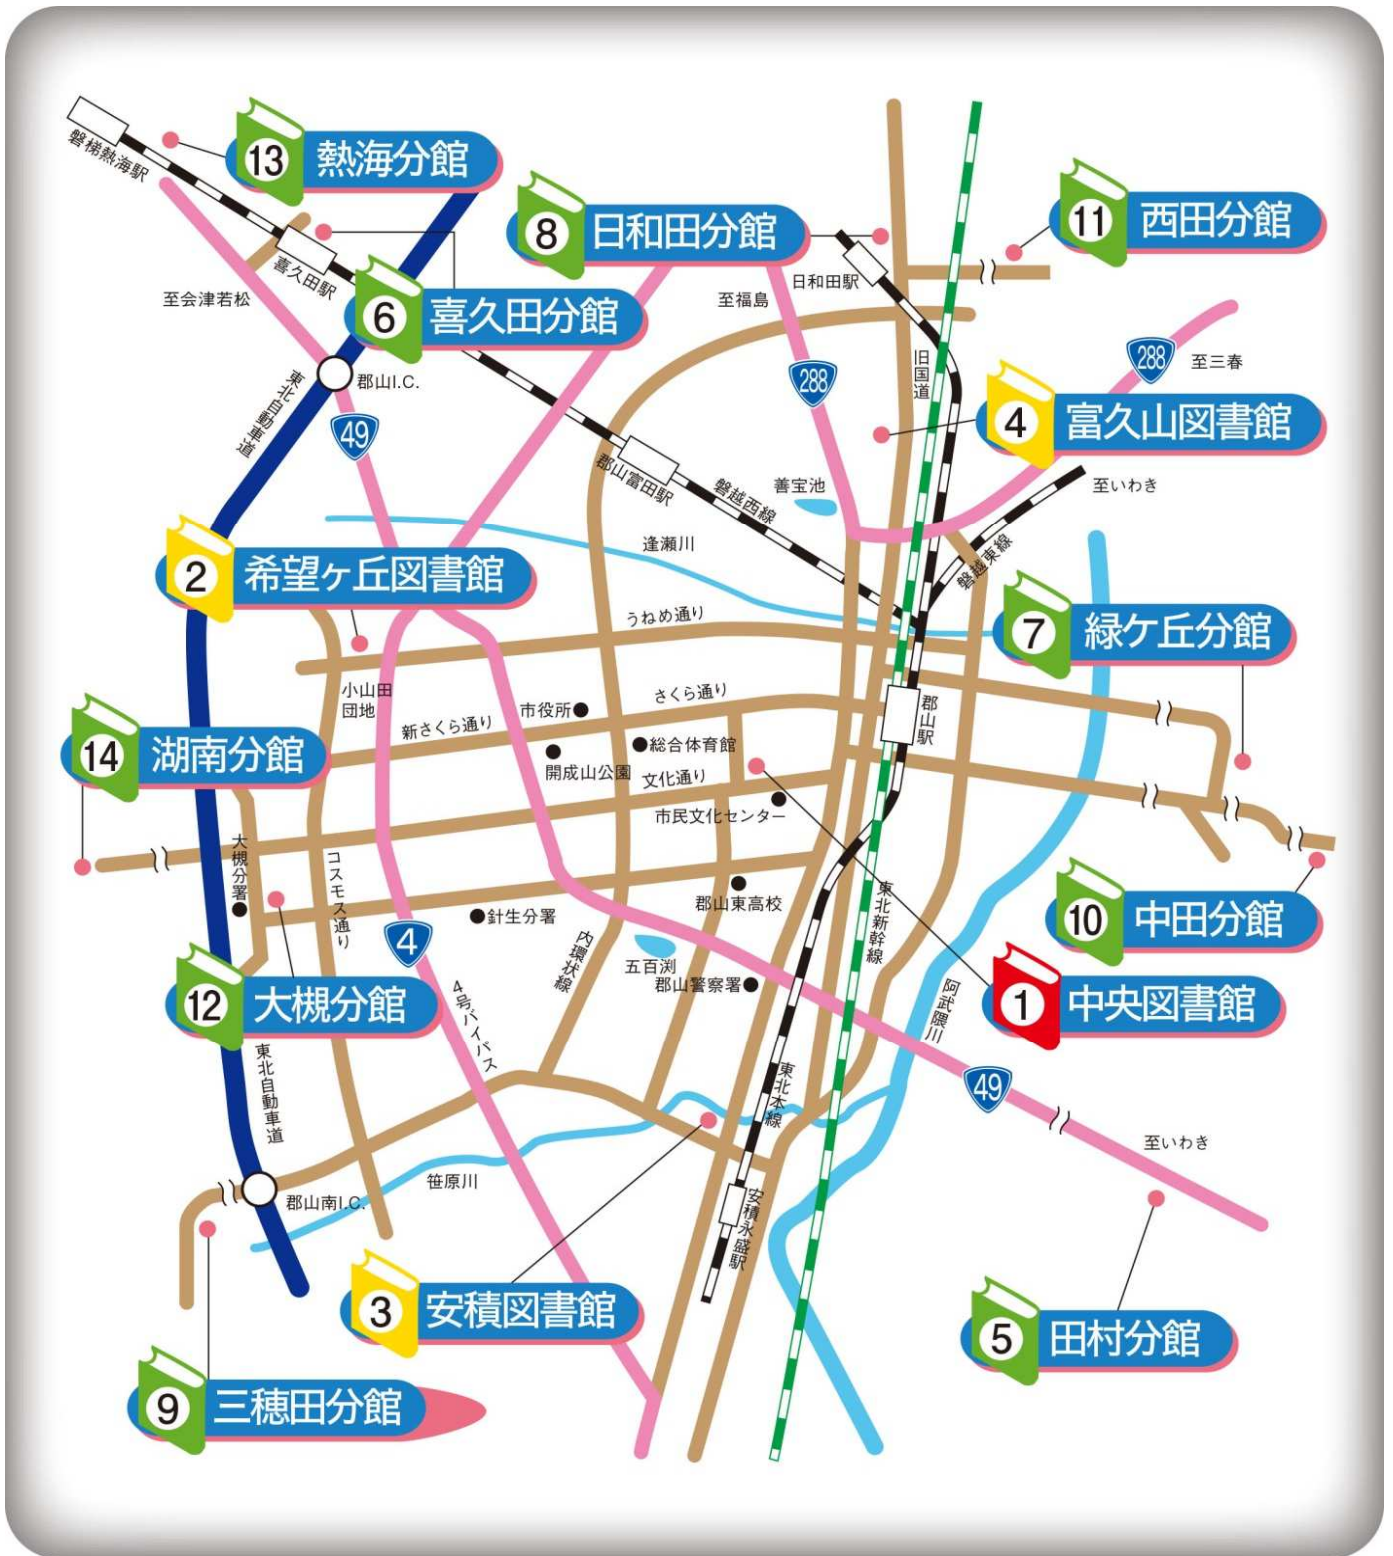 13 熱海分館
磐梯熱海駅
8 日和田分館
11 西田分館
喜久田駅
日和田駅
至会津若松
6 喜久田分館
至福島
旧国道
288
288
至三春
東北自動車道
郡山I.C.
49
4 富久山図書館
郡山富田駅
磐越西線
善宝池
至いわき
逢瀬川
磐越東線
2 希望ヶ丘図書館
うねめ通り
7 緑ケ丘分館
小山田
団地
新さくら通り
市役所
さくら通り
郡山駅
14 湖南分館
総合体育館
開成山公園
文化通り
市民文化センター
大槻分署
コスモス通り
郡山東高校
東北新幹線
10 中田分館
針生分署
4
内環状線
五百渕
郡山警察署
12 大槻分館
4号バイパス
阿武隈川
1 中央図書館
東北自動車道
東北本線
49
至いわき
笹原川
郡山南I.C.
安積永盛駅
3 安積図書館
5 田村分館
9 三穂田分館